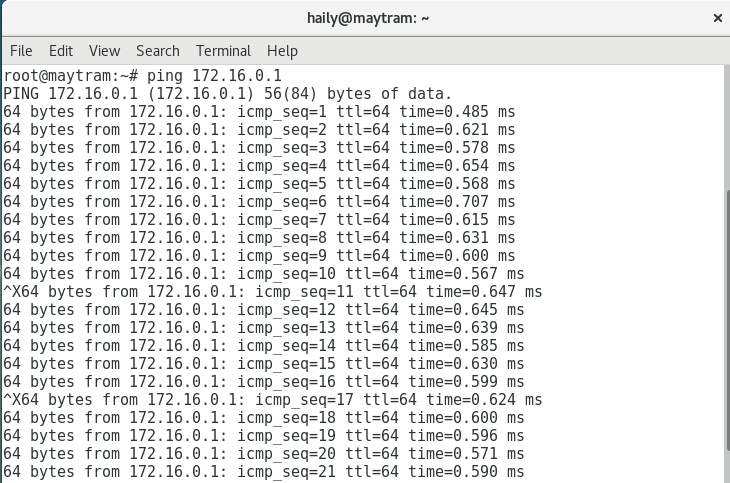 haily@maytram: ~
×
File Edit View Search Terminal Help
root@maytram:~# ping 172.16.0.1
PING 172.16.0.1 (172.16.0.1) 56(84) bytes of data.
64 bytes from 172.16.0.1: icmp_seq=1 ttl=64 time=0.485 ms
64 bytes from 172.16.0.1: icmp_seq=2 ttl=64 time=0.621 ms
64 bytes from 172.16.0.1: icmp_seq=3 ttl=64 time=0.578 ms
64 bytes from 172.16.0.1: icmp_seq=4 ttl=64 time=0.654 ms
64 bytes from 172.16.0.1: icmp_seq=5 ttl=64 time=0.568 ms
64 bytes from 172.16.0.1: icmp_seq=6 ttl=64 time=0.707 ms
64 bytes from 172.16.0.1: icmp_seq=7 ttl=64 time=0.615 ms
64 bytes from 172.16.0.1: icmp_seq=8 ttl=64 time=0.631 ms
64 bytes from 172.16.0.1: icmp_seq=9 ttl=64 time=0.600 ms
64 bytes from 172.16.0.1: icmp_seq=10 ttl=64 time=0.567 ms
^X64 bytes from 172.16.0.1: icmp_seq=11 ttl=64 time=0.647 ms
64 bytes from 172.16.0.1: icmp_seq=12 ttl=64 time=0.645 ms
64 bytes from 172.16.0.1: icmp_seq=13 ttl=64 time=0.639 ms
64 bytes from 172.16.0.1: icmp_seq=14 ttl=64 time=0.585 ms
64 bytes from 172.16.0.1: icmp_seq=15 ttl=64 time=0.630 ms
64 bytes from 172.16.0.1: icmp_seq=16 ttl=64 time=0.599 ms
^X64 bytes from 172.16.0.1: icmp_seq=17 ttl=64 time=0.624 ms
64 bytes from 172.16.0.1: icmp_seq=18 ttl=64 time=0.600 ms
64 bytes from 172.16.0.1: icmp_seq=19 ttl=64 time=0.596 ms
64 bytes from 172.16.0.1: icmp_seq=20 ttl=64 time=0.571 ms
64 bytes from 172.16.0.1: icmp_seq=21 ttl=64 time=0.590 ms